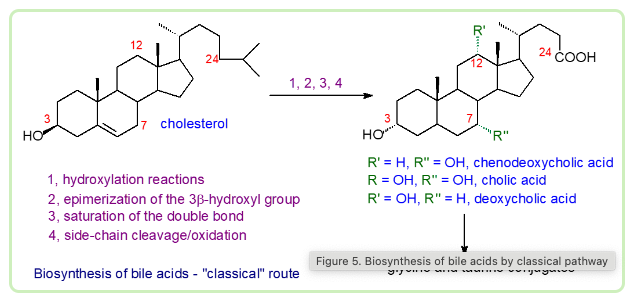 12
24
3
HO
7
cholesterol
1, 2, 3, 4
R'
12
24
COOH
3
HO
7
R''
R' = H, R'' = OH, chenodeoxycholic acid
R = OH, R'' = OH, cholic acid
R' = OH, R'' = H, deoxycholic acid
1, hydroxylation reactions
2, epimerization of the 3β-hydroxyl group
3, saturation of the double bond
4, side-chain cleavage/oxidation
Figure 5. Biosynthesis of bile acids by classical pathway
Biosynthesis of bile acids - "classical" route
glycine and taurine conjugates